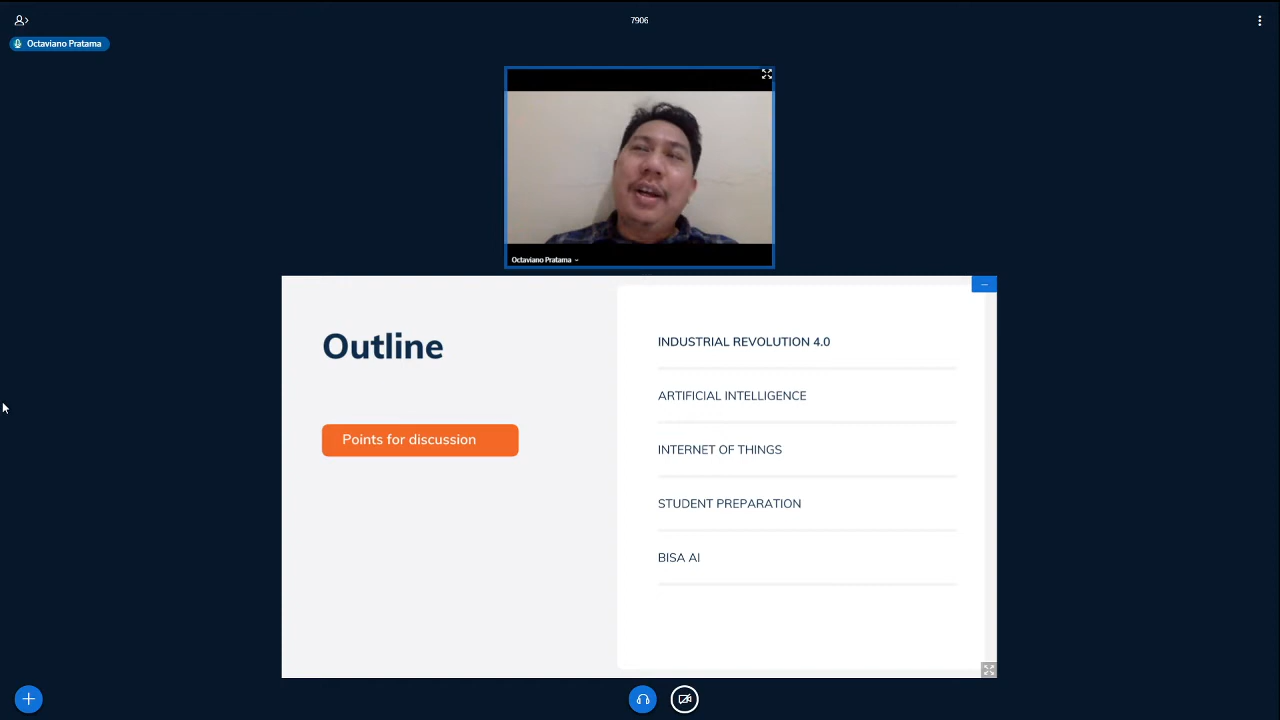 7906
Octaviano Pratama
Octaviano Pratama
Outline
Points for discussion
INDUSTRIAL REVOLUTION 4.0
ARTIFICIAL INTELLIGENCE
INTERNET OF THINGS
STUDENT PREPARATION
BISA AI